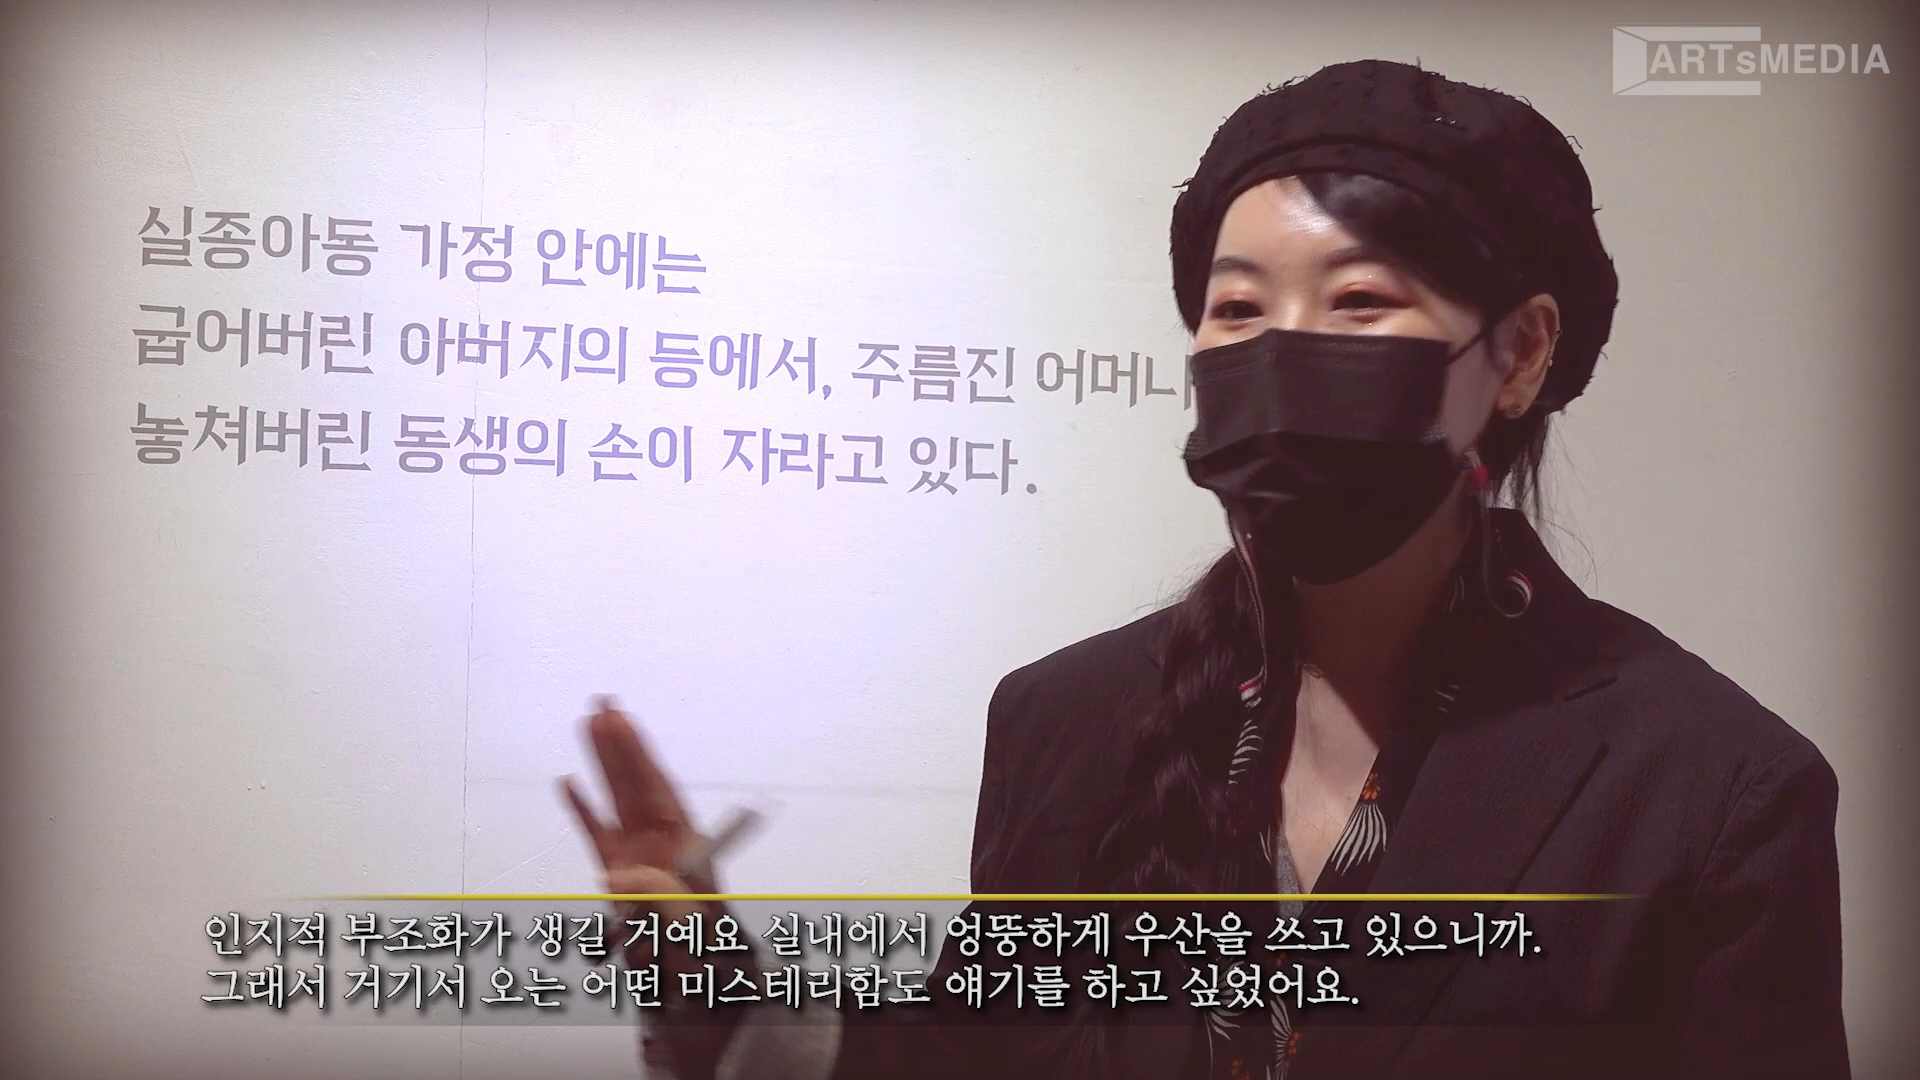 ARTsMEDIA
실종아동 가정 안에는
굽어버린 아버지의 등에서, 주름진 어머니
놓쳐버린 동생의 손이 자라고 있다.
인지적 부조화가 생길 거예요 실내에서 엉뚱하게 우산을 쓰고 있으니까.
그래서 거기서 오는 어떤 미스테리함도 얘기를 하고 싶었어요.